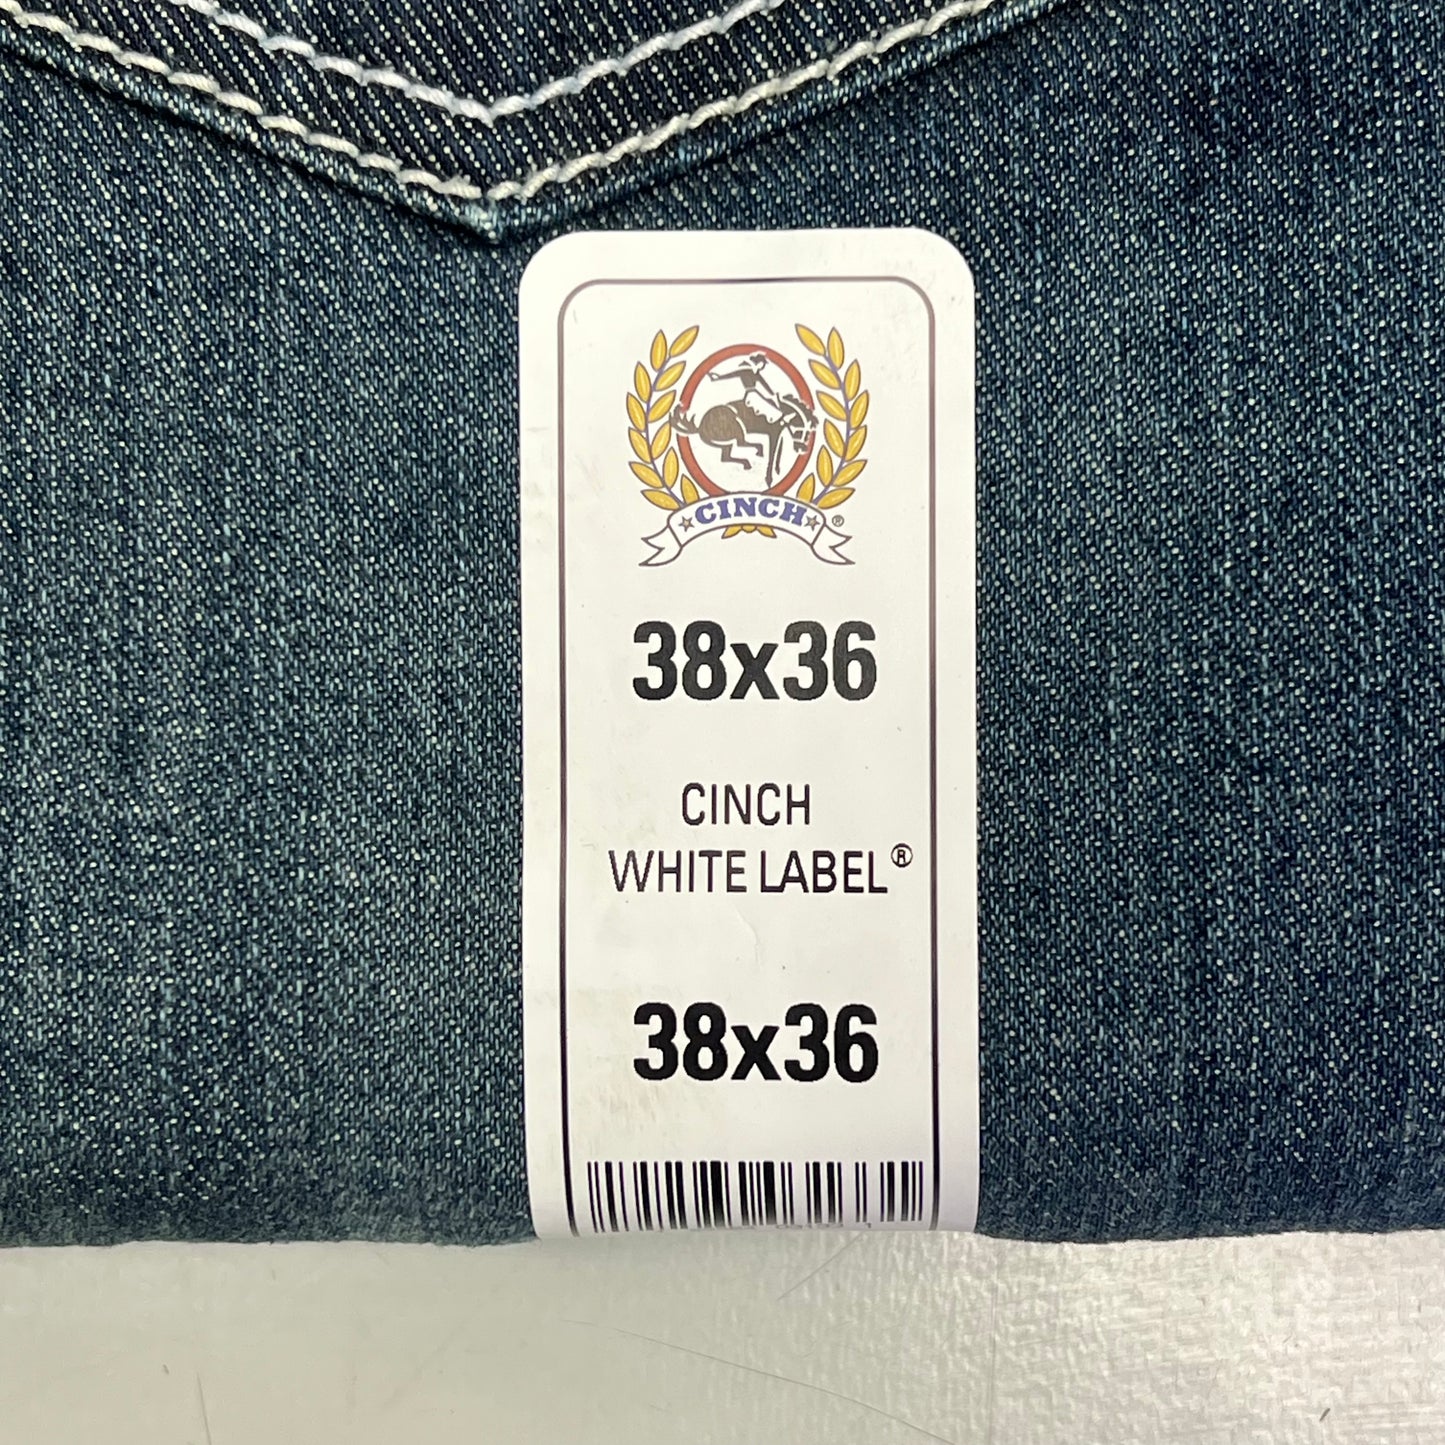 CINCH ®
38x36
CINCH
WHITE LABEL®
38x36